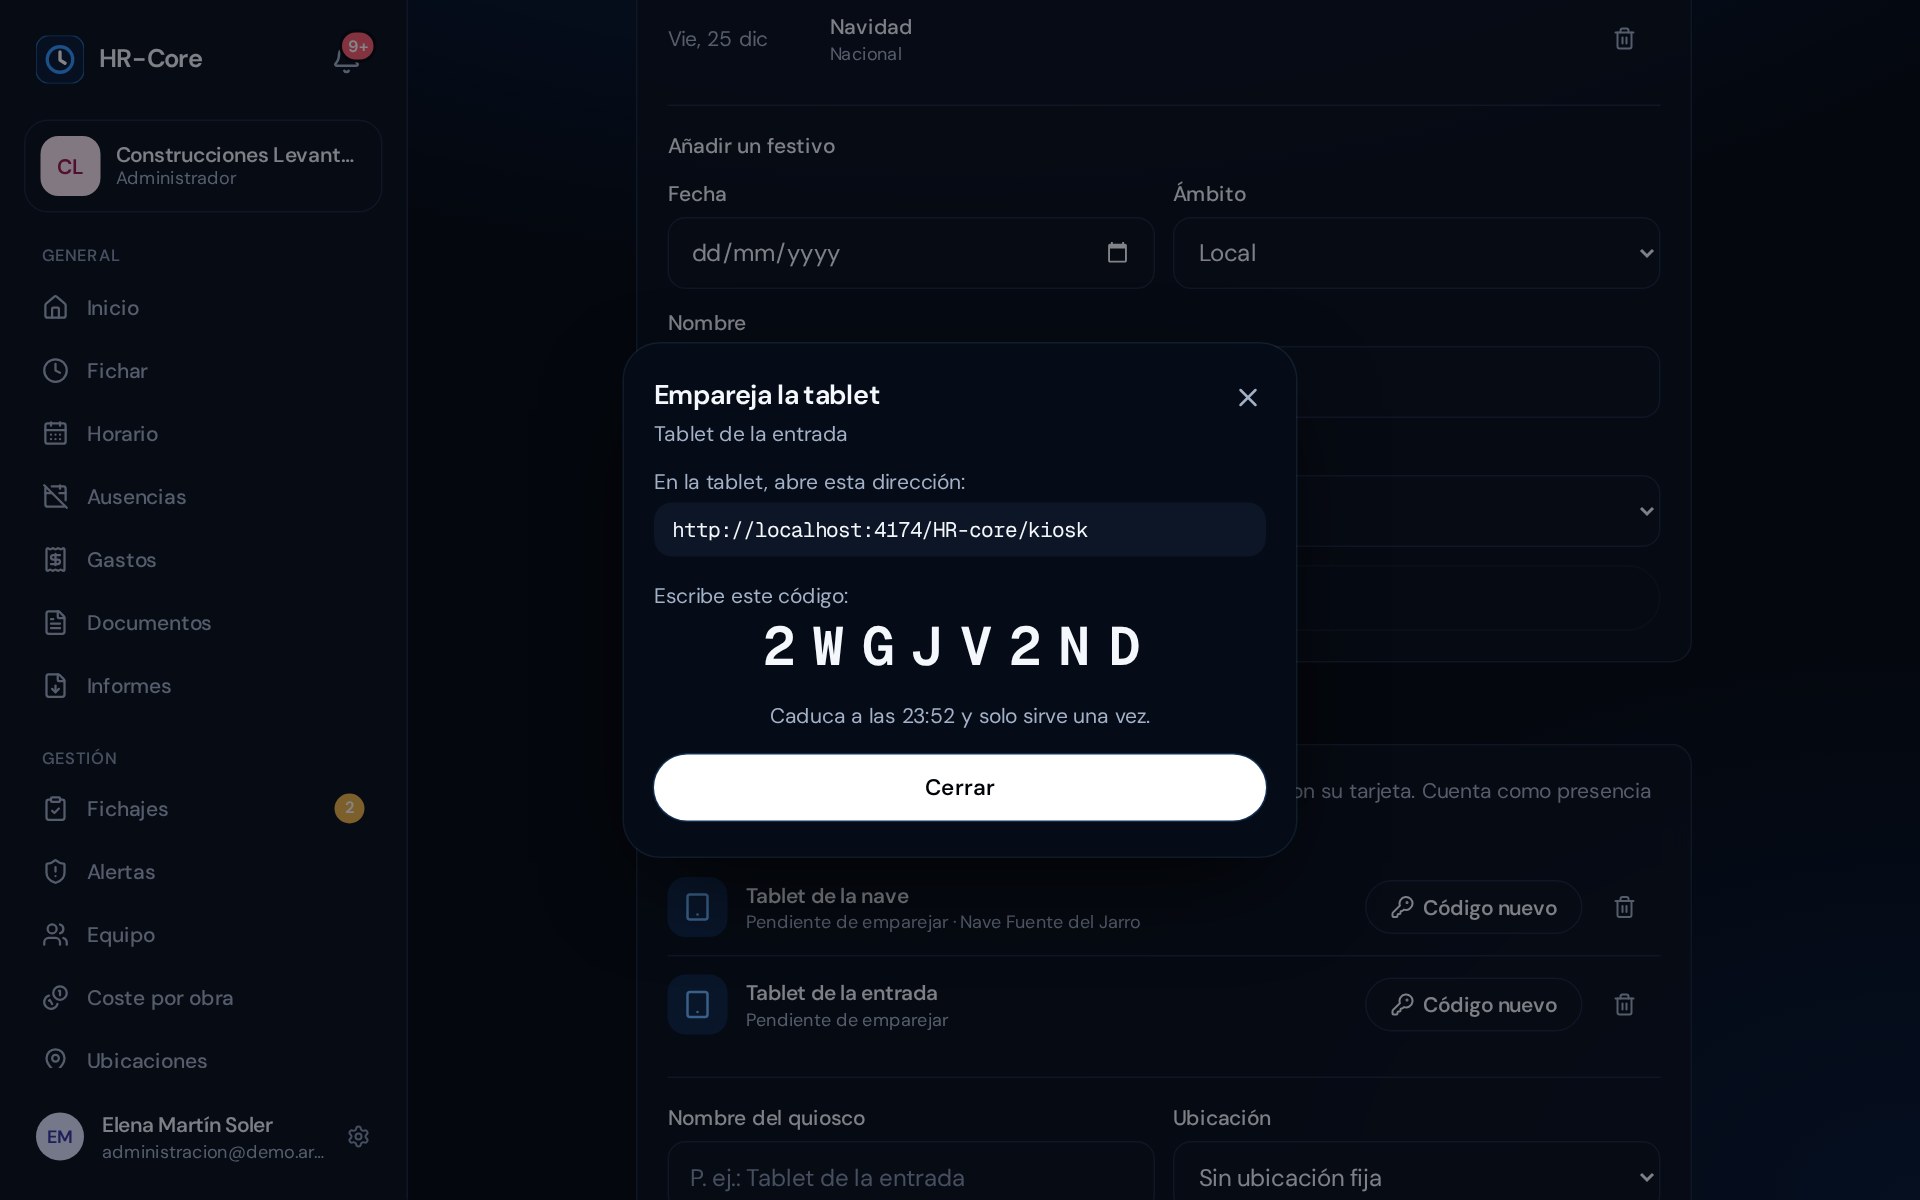 HR-Core
9+
CL
Construcciones Levant...
Administrador
GENERAL
Inicio
Fichar
Horario
Ausencias
Gastos
Documentos
Informes
GESTIÓN
Fichajes
2
Alertas
Equipo
Coste por obra
Ubicaciones
EM
Elena Martín Soler
administracion@demo.ar...
Vie, 25 dic
Navidad
Nacional
Añadir un festivo
Fecha
Ámbito
dd/mm/yyyy
Local
Nombre
Empareja la tablet
Tablet de la entrada
En la tablet, abre esta dirección:
http://localhost:4174/HR-core/kiosk
Escribe este código:
2WGJV2ND
Caduca a las 23:52 y solo sirve una vez.
Cerrar
on su tarjeta. Cuenta como presencia
Tablet de la nave
Pendiente de emparejar · Nave Fuente del Jarro
Código nuevo
Tablet de la entrada
Pendiente de emparejar
Código nuevo
Nombre del quiosco
Ubicación
P. ej.: Tablet de la entrada
Sin ubicación fija